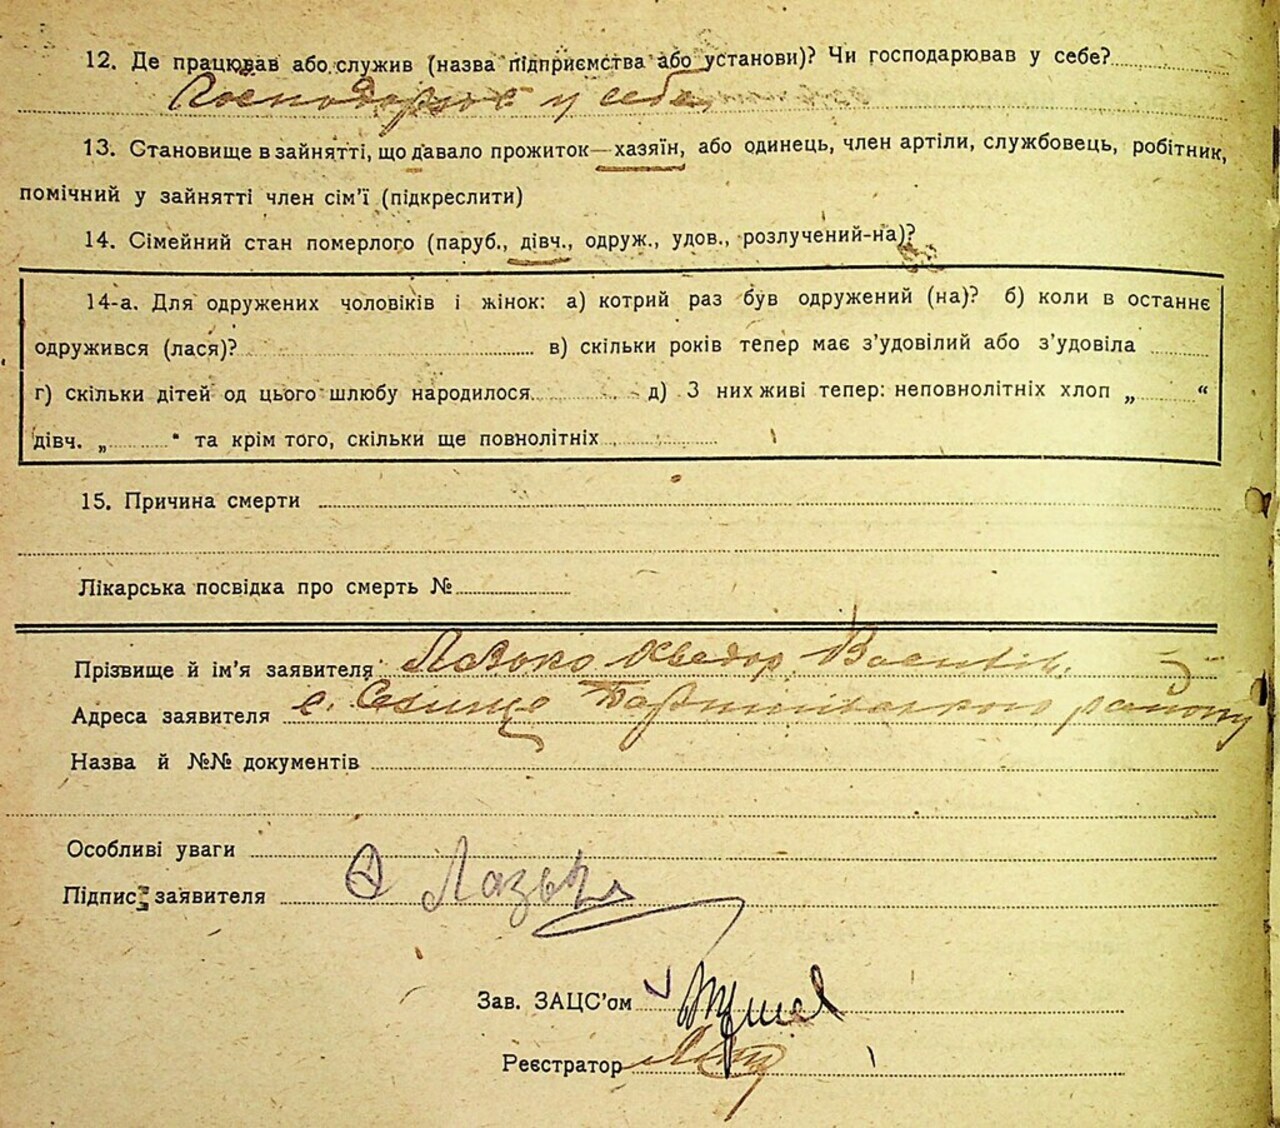 12. Де працював або служив (назва підприємства або установи)? Чи господарював у себе?
Господарює у себе
13. Становище в зайнятті, що давало прожиток—хазяїн, або одинець, член артіли, службовець, робітник,
помічний у зайнятті член сім'ї (підкреслити)
14. Сімейний стан померлого (паруб., дівч., одруж., удов., розлучений-на)?
14-а. Для одружених чоловіків і жінок: а) котрий раз був одружений (на)? б) коли в останнє
одружився (лася)? в) скільки років тепер має з'удовілий або з'удовіла
г) скільки дітей од цього шлюбу народилося д) З них живі тепер: неповнолітніх хлоп „ “
дівч. „ “ та крім того, скільки ще повнолітніх
15. Причина смерти
Лікарська посвідка про смерть №
Прізвище й ім'я заявителя Хведор
Адреса заявителя с. Селище району
Назва й №№ документів
Особливі уваги
Підпис заявителя
Зав. ЗАЦС'ом
Реєстратор